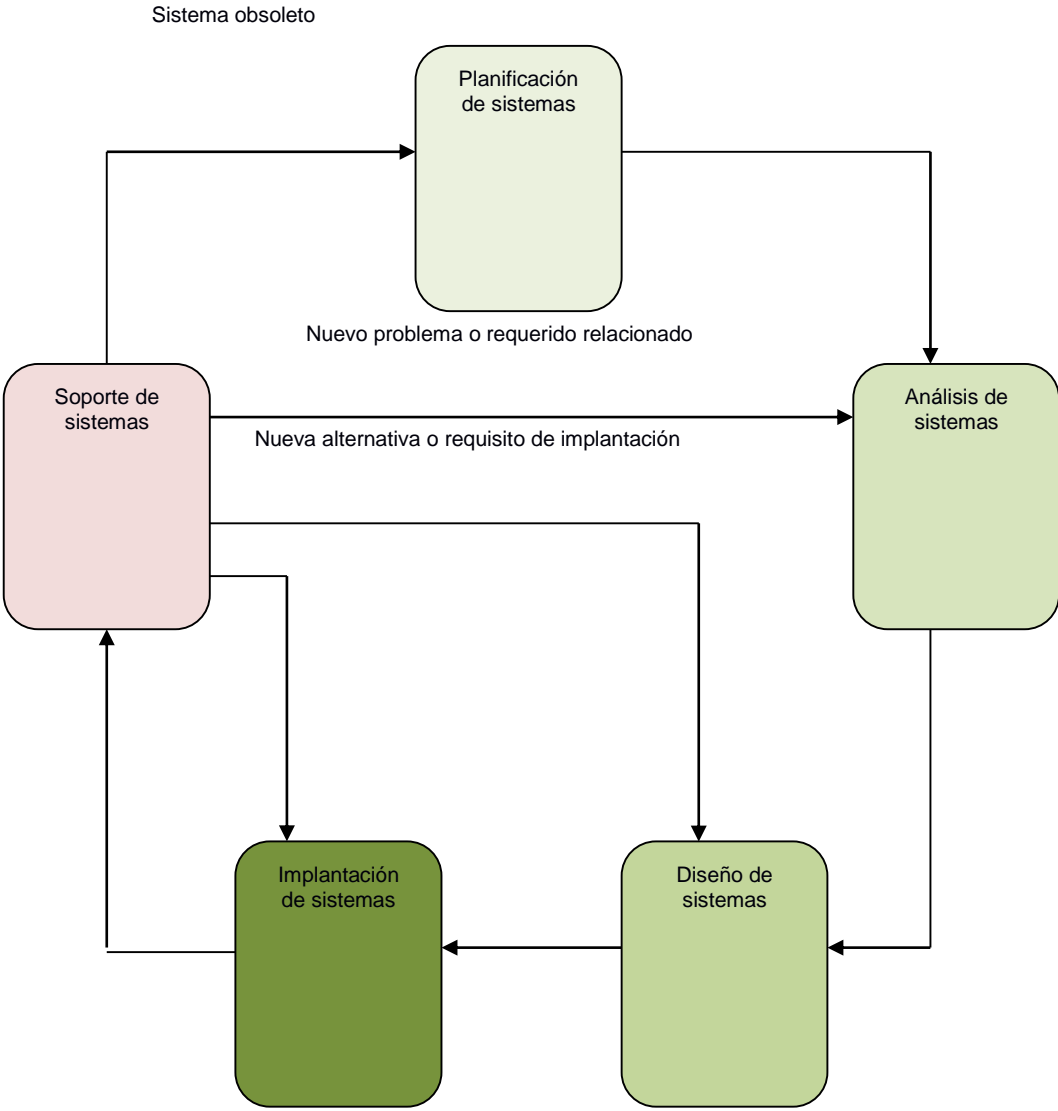 Sistema obsoleto
Planificación
de sistemas
Nuevo problema o requerido relacionado
Soporte de
sistemas
Análisis de
sistemas
Nueva alternativa o requisito de implantación
Implantación
de sistemas
Diseño de
sistemas